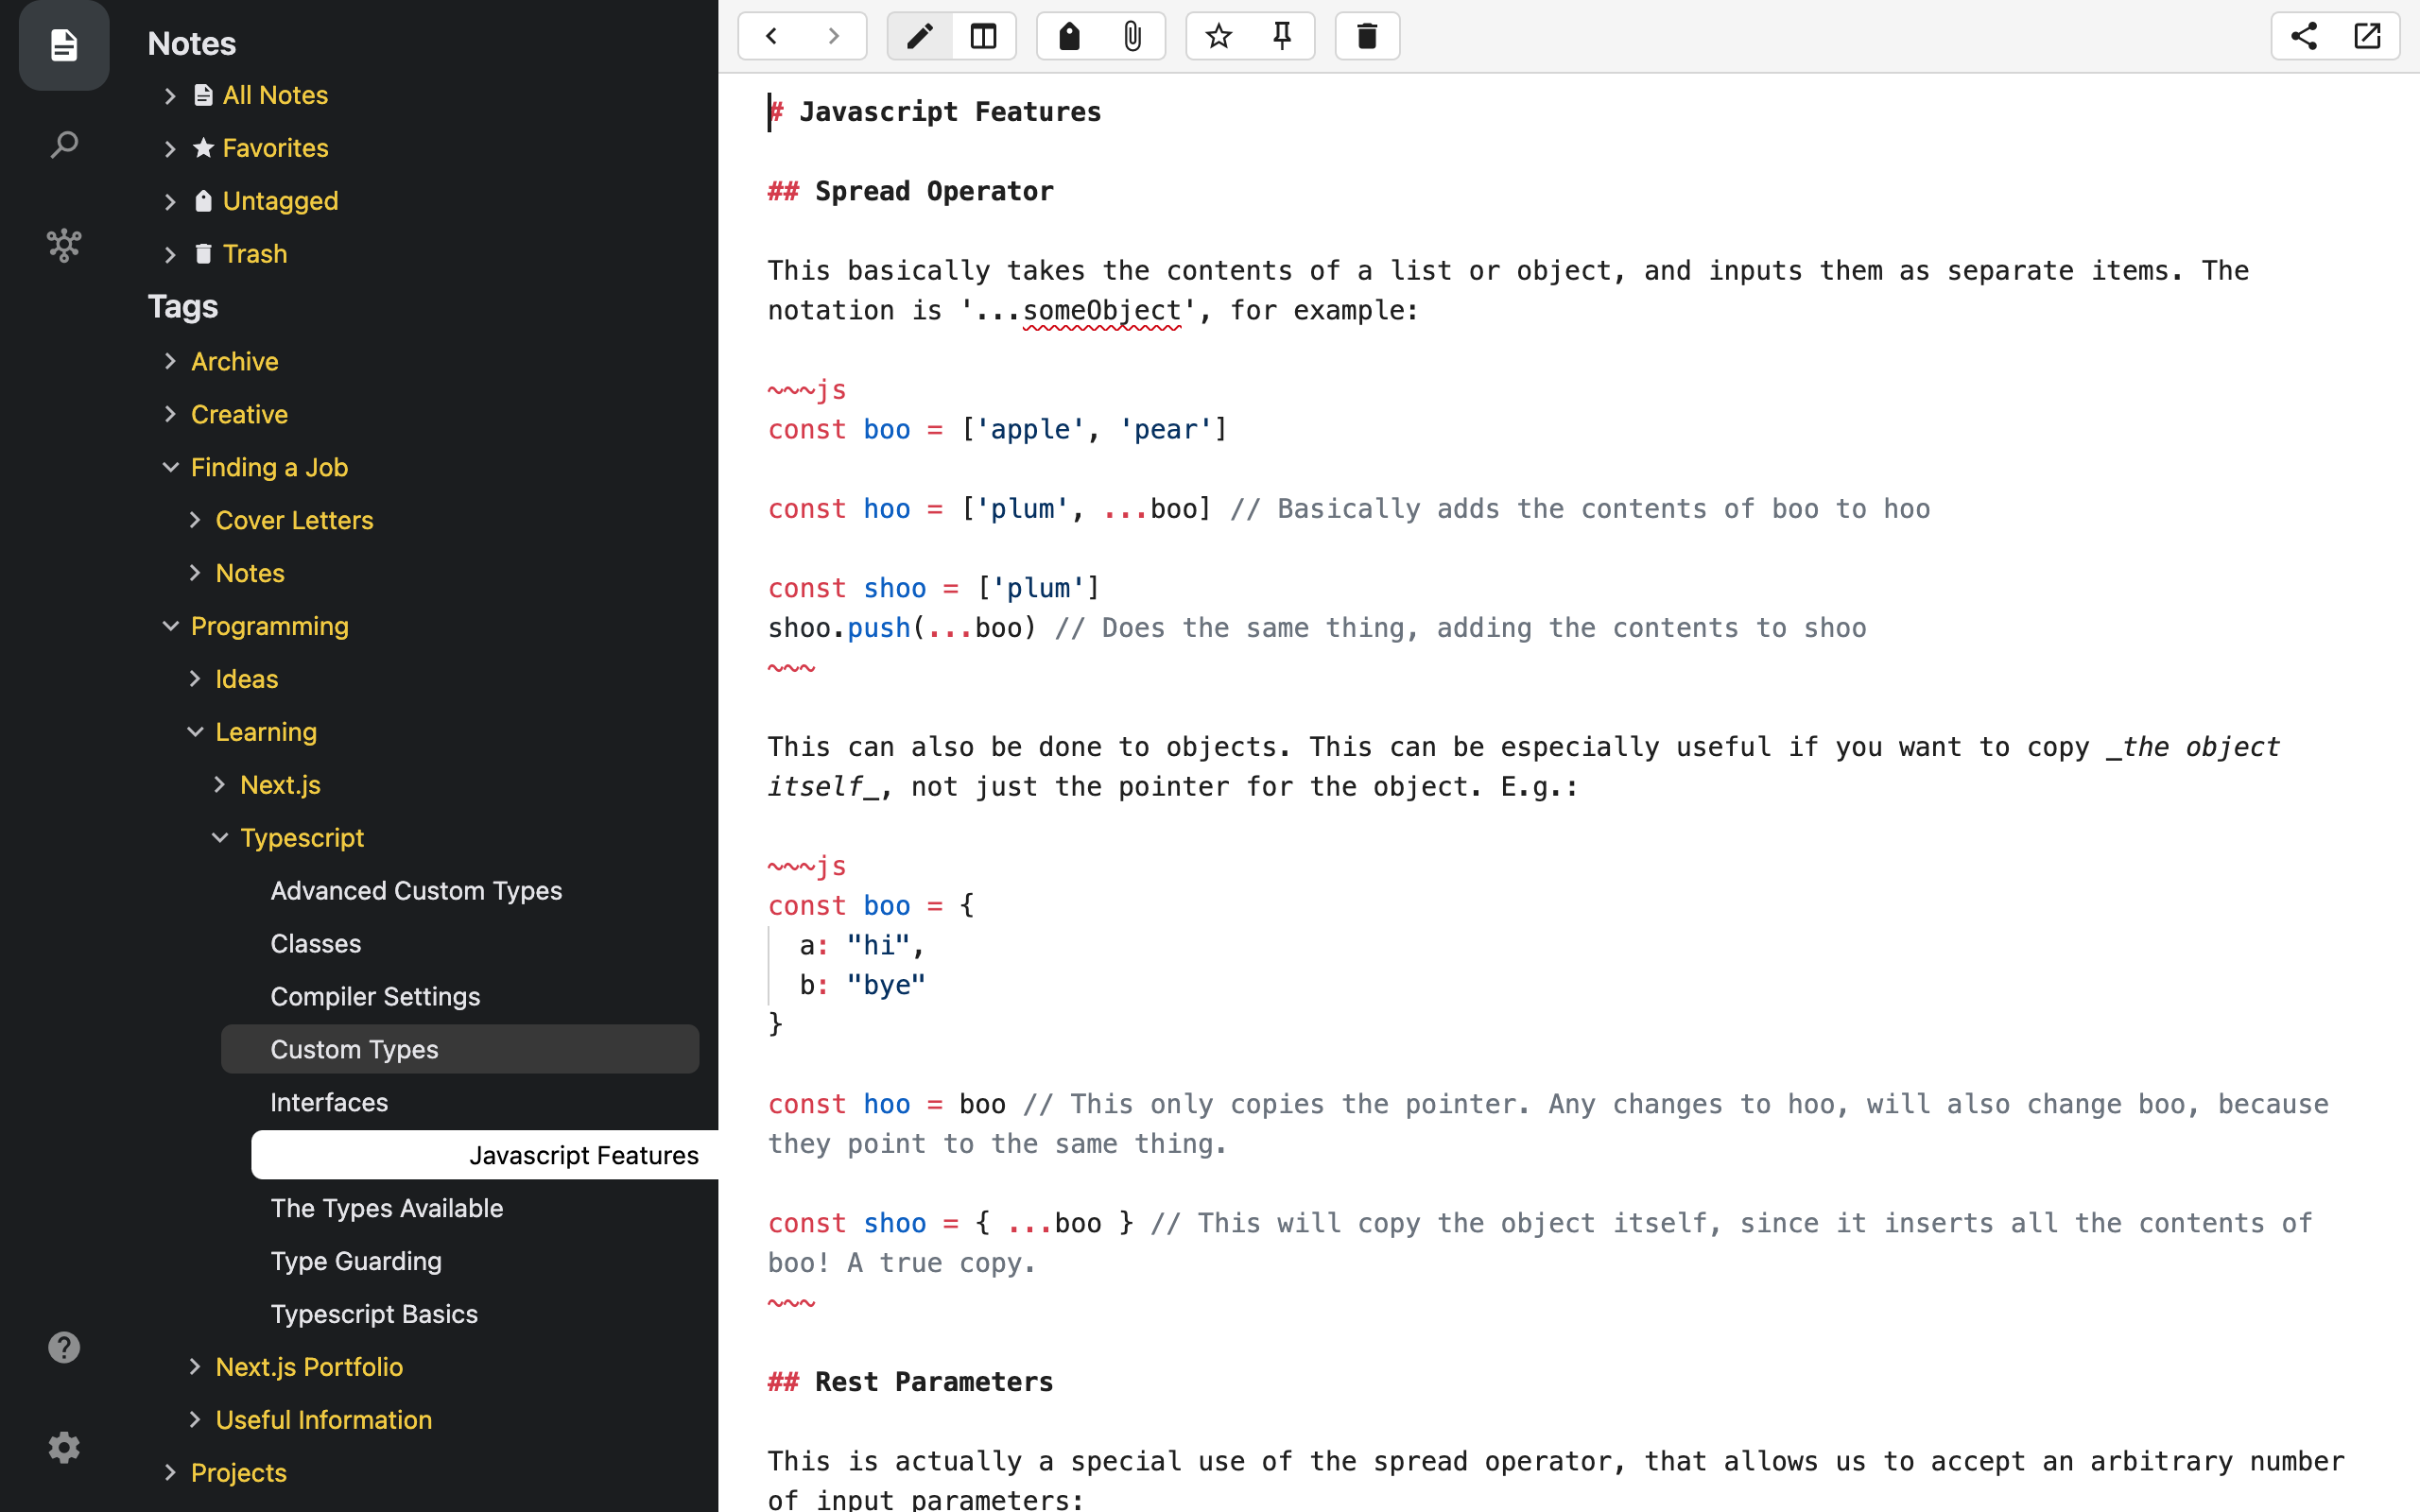 Notes
All Notes
Favorites
Untagged
Trash
Tags
Archive
Creative
Finding a Job
Cover Letters
Notes
Programming
Ideas
Learning
Next.js
Typescript
Advanced Custom Types
Classes
Compiler Settings
Custom Types
Interfaces
Javascript Features
The Types Available
Type Guarding
Typescript Basics
Next.js Portfolio
Useful Information
Projects
# Javascript Features
## Spread Operator
This basically takes the contents of a list or object, and inputs them as separate items. The
notation is '...someObject', for example:
~~~js
const boo = ['apple', 'pear']
const hoo = ['plum', ...boo] // Basically adds the contents of boo to hoo
const shoo = ['plum']
shoo.push(...boo) // Does the same thing, adding the contents to shoo
~~~
This can also be done to objects. This can be especially useful if you want to copy _the object
itself_, not just the pointer for the object. E.g.:
~~~js
const boo = {
a: "hi",
b: "bye"
}
const hoo = boo // This only copies the pointer. Any changes to hoo, will also change boo, because
they point to the same thing.
const shoo = { ...boo } // This will copy the object itself, since it inserts all the contents of
boo! A true copy.
~~~
## Rest Parameters
This is actually a special use of the spread operator, that allows us to accept an arbitrary number
of input parameters: